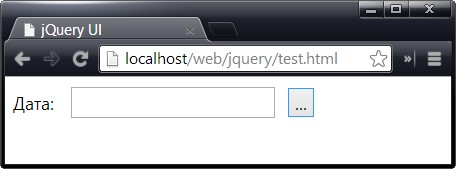 jQuery UI
localhost/web/jquery/test.html
»
Дата: ...